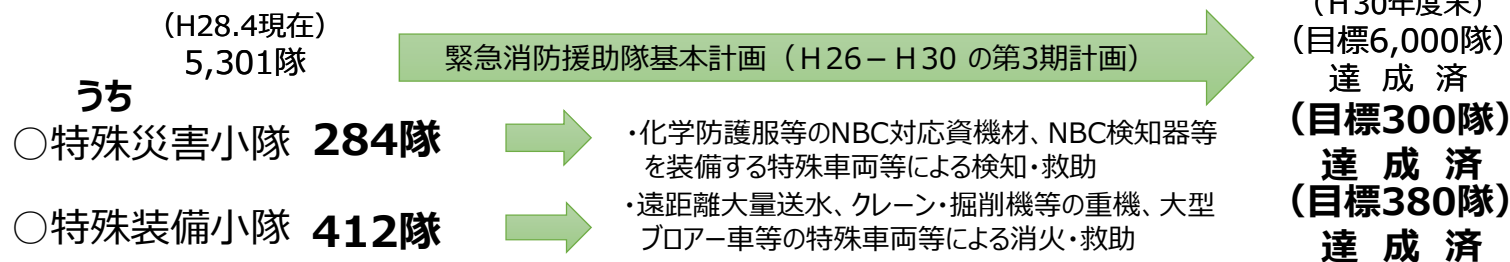 （H28.4現在）
5,301隊
緊急消防援助隊基本計画（H26－H30 の第3期計画）
（H30年度末）
（目標6,000隊）
達 成 済
うち
○特殊災害小隊 284隊
・化学防護服等のNBC対応資機材、NBC検知器等
を装備する特殊車両等による検知・救助
（目標300隊）
達 成 済
○特殊装備小隊 412隊
・遠距離大量送水、クレーン・掘削機等の重機、大型
ブロアー車等の特殊車両等による消火・救助
（目標380隊）
達 成 済